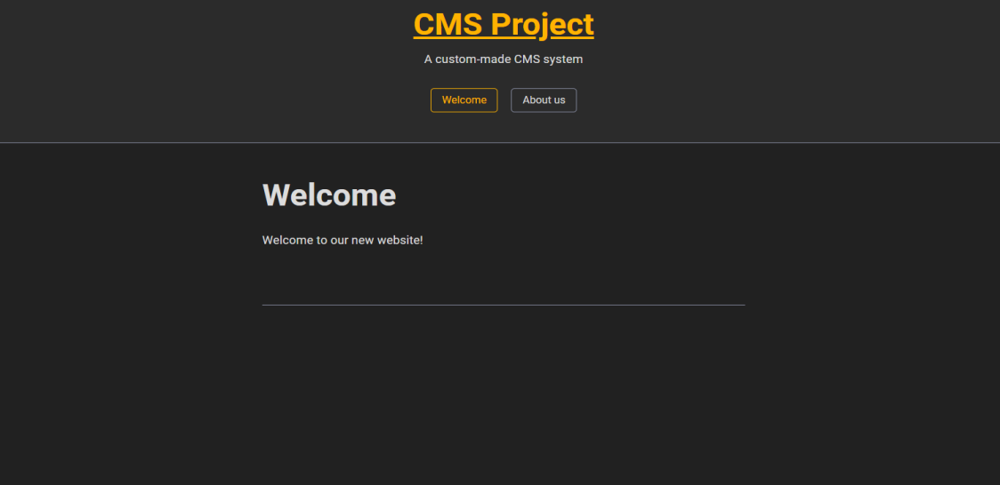 CMS Project
A custom-made CMS system
Welcome About us
Welcome
Welcome to our new website!